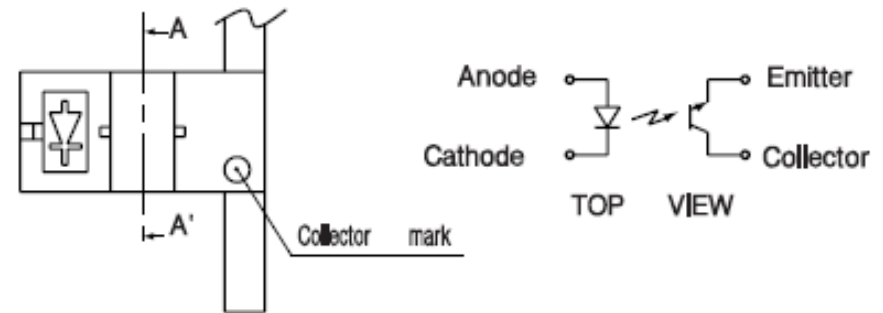 A
A'
Collector mark
Anode
Emitter
Cathode
Collector
TOP VIEW